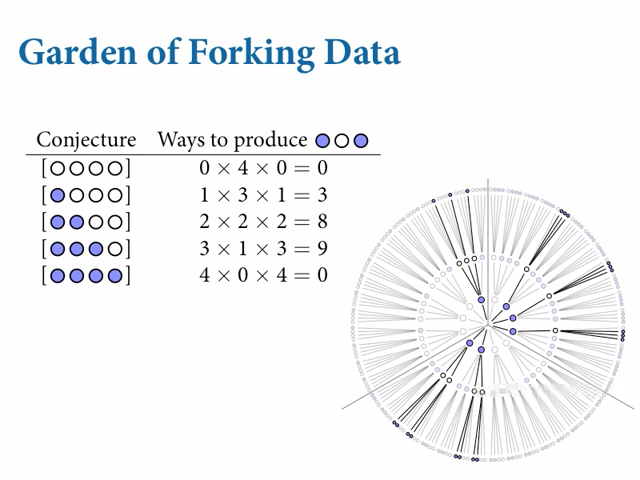 Garden of Forking Data
Conjecture Ways to produce
[○○○○] 0 × 4 × 0 = 0
[●○○○] 1 × 3 × 1 = 3
[●●○○] 2 × 2 × 2 = 8
[●●●○] 3 × 1 × 3 = 9
[●●●●] 4 × 0 × 4 = 0